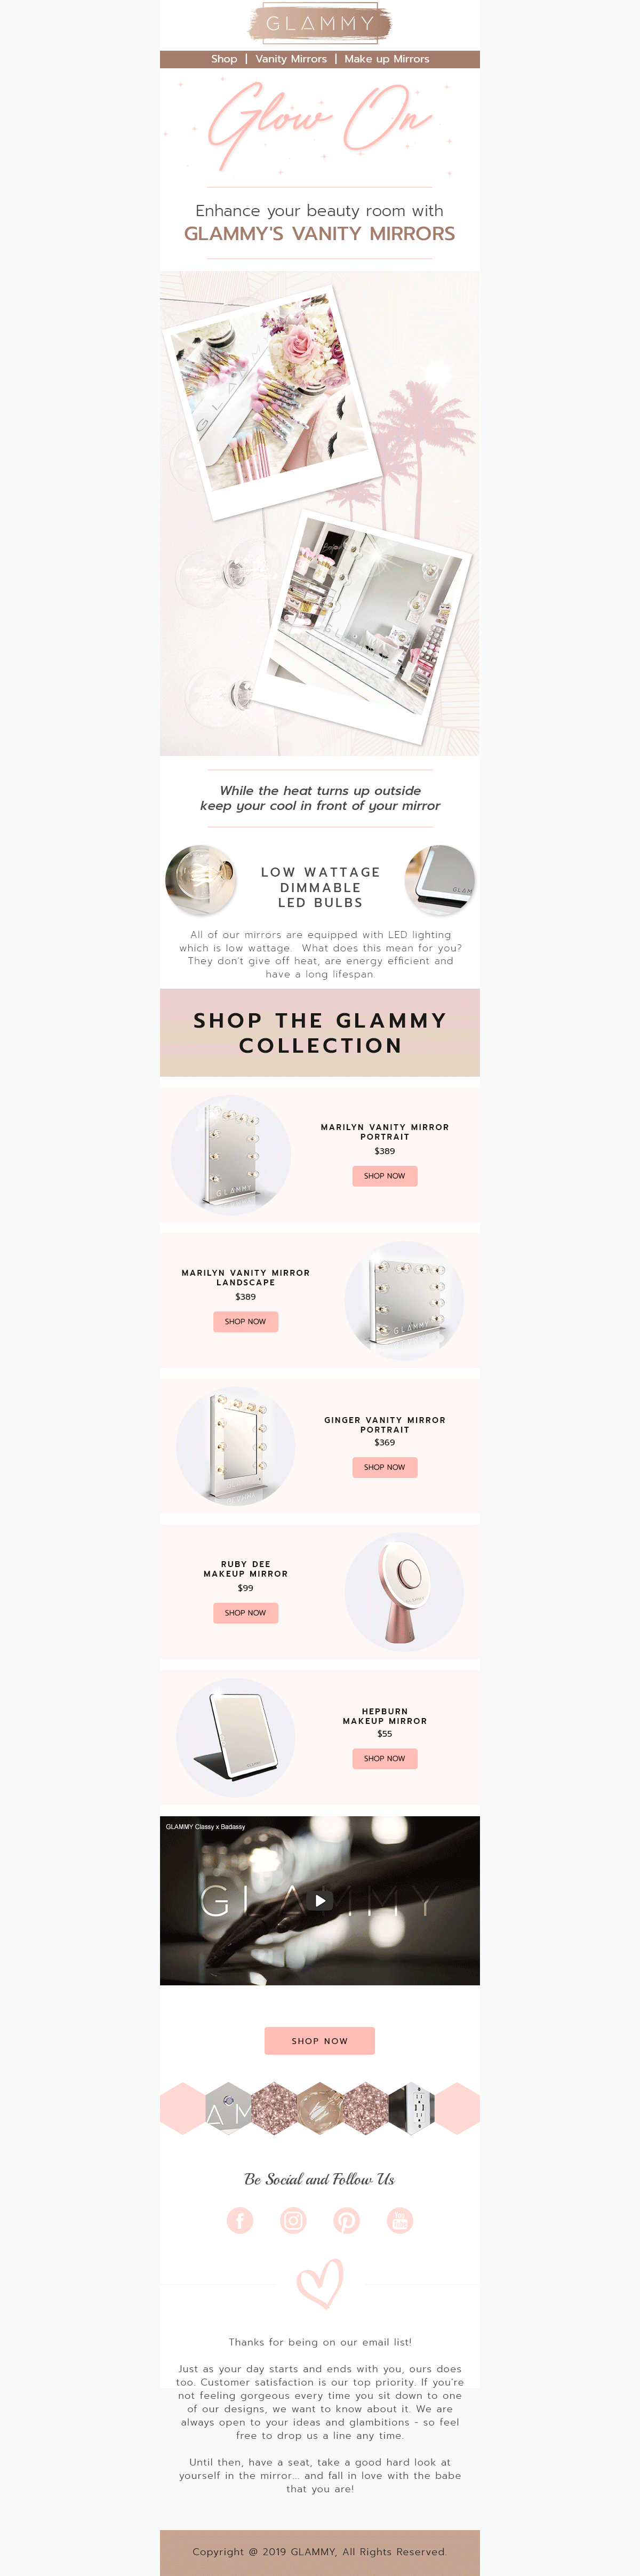 GLAMMY
Shop | Vanity Mirrors | Make up Mirrors
Glow On
Enhance your beauty room with
GLAMMY'S VANITY MIRRORS
While the heat turns up outside
keep your cool in front of your mirror
LOW WATTAGE
DIMMABLE
LED BULBS
All of our mirrors are equipped with LED lighting
which is low wattage. What does this mean for you?
They don't give off heat, are energy efficient and
have a long lifespan.
SHOP THE GLAMMY
COLLECTION
MARILYN VANITY MIRROR
PORTRAIT
$389
SHOP NOW
GLAMMY
MARILYN VANITY MIRROR
LANDSCAPE
$389
SHOP NOW
GLAMMY
GINGER VANITY MIRROR
PORTRAIT
$369
SHOP NOW
RUBY DEE
MAKEUP MIRROR
$99
SHOP NOW
GLAMMY
HEPBURN
MAKEUP MIRROR
$55
SHOP NOW
GLAMMY
GLAMMY Classy x Badassy
GLAMMY
SHOP NOW
AM
Be Social and Follow Us
You
Tube
Thanks for being on our email list!
Just as your day starts and ends with you, ours does
too. Customer satisfaction is our top priority. If you're
not feeling gorgeous every time you sit down to one
of our designs, we want to know about it. We are
always open to your ideas and glambitions - so feel
free to drop us a line any time.
Until then, have a seat, take a good hard look at
yourself in the mirror... and fall in love with the babe
that you are!
Copyright @ 2019 GLAMMY, All Rights Reserved.